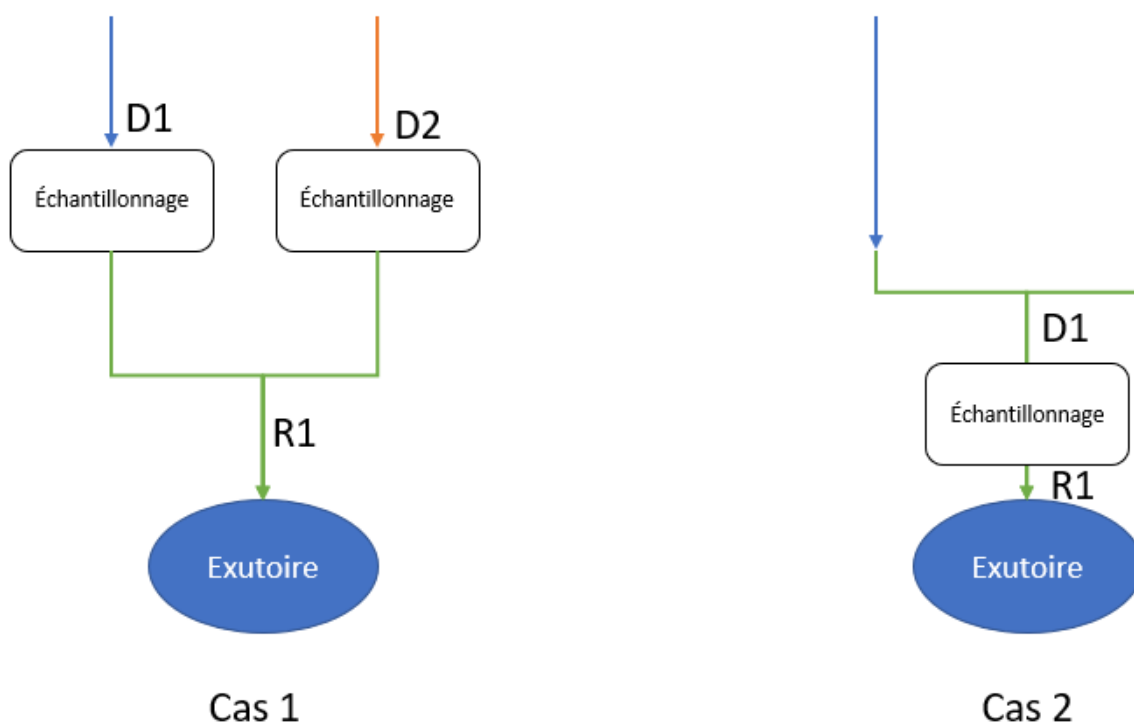 D1
D2
Échantillonnage
Échantillonnage
R1
Exutoire
Cas 1
D1
Échantillonnage
R1
Exutoire
Cas 2